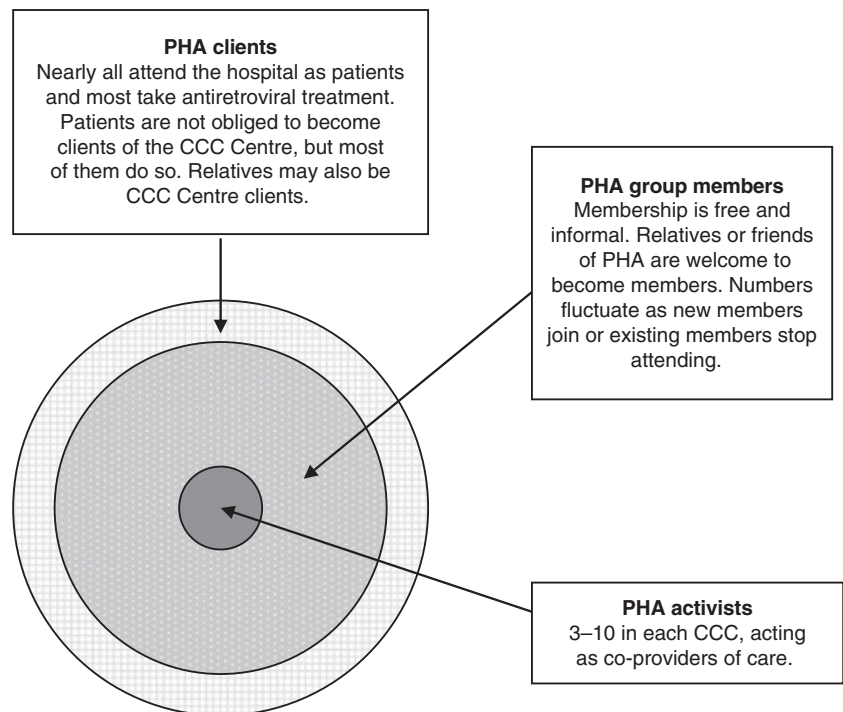 PHA clients
Nearly all attend the hospital as patients
and most take antiretroviral treatment.
Patients are not obliged to become
clients of the CCC Centre, but most
of them do so. Relatives may also be
CCC Centre clients.
PHA group members
Membership is free and
informal. Relatives or friends
of PHA are welcome to
become members. Numbers
fluctuate as new members
join or existing members stop
attending.
PHA activists
3–10 in each CCC, acting
as co-providers of care.